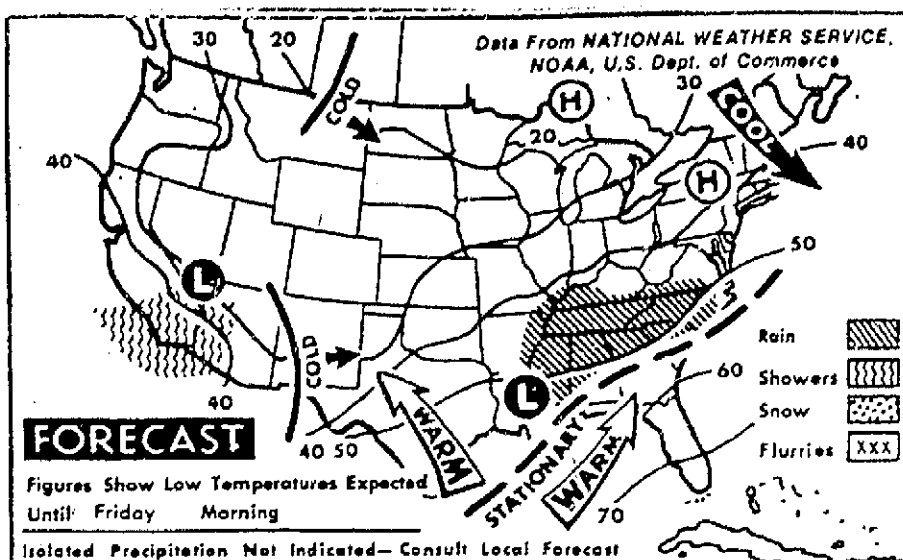 30
20
Data From NATIONAL WEATHER SERVICE,
NOAA, U.S. Dept. of Commerce
COLD
H
30
COOL
20
40
40
H
50
L
COLD
L
Rain
60
Showers
40
Snow
FORECAST
40 50
WARM
STATIONARY
WARM
Flurries XXX
70
Figures Show Low Temperatures Expected
Until Friday Morning
Isolated Precipitation Not Indicated— Consult Local Forecast